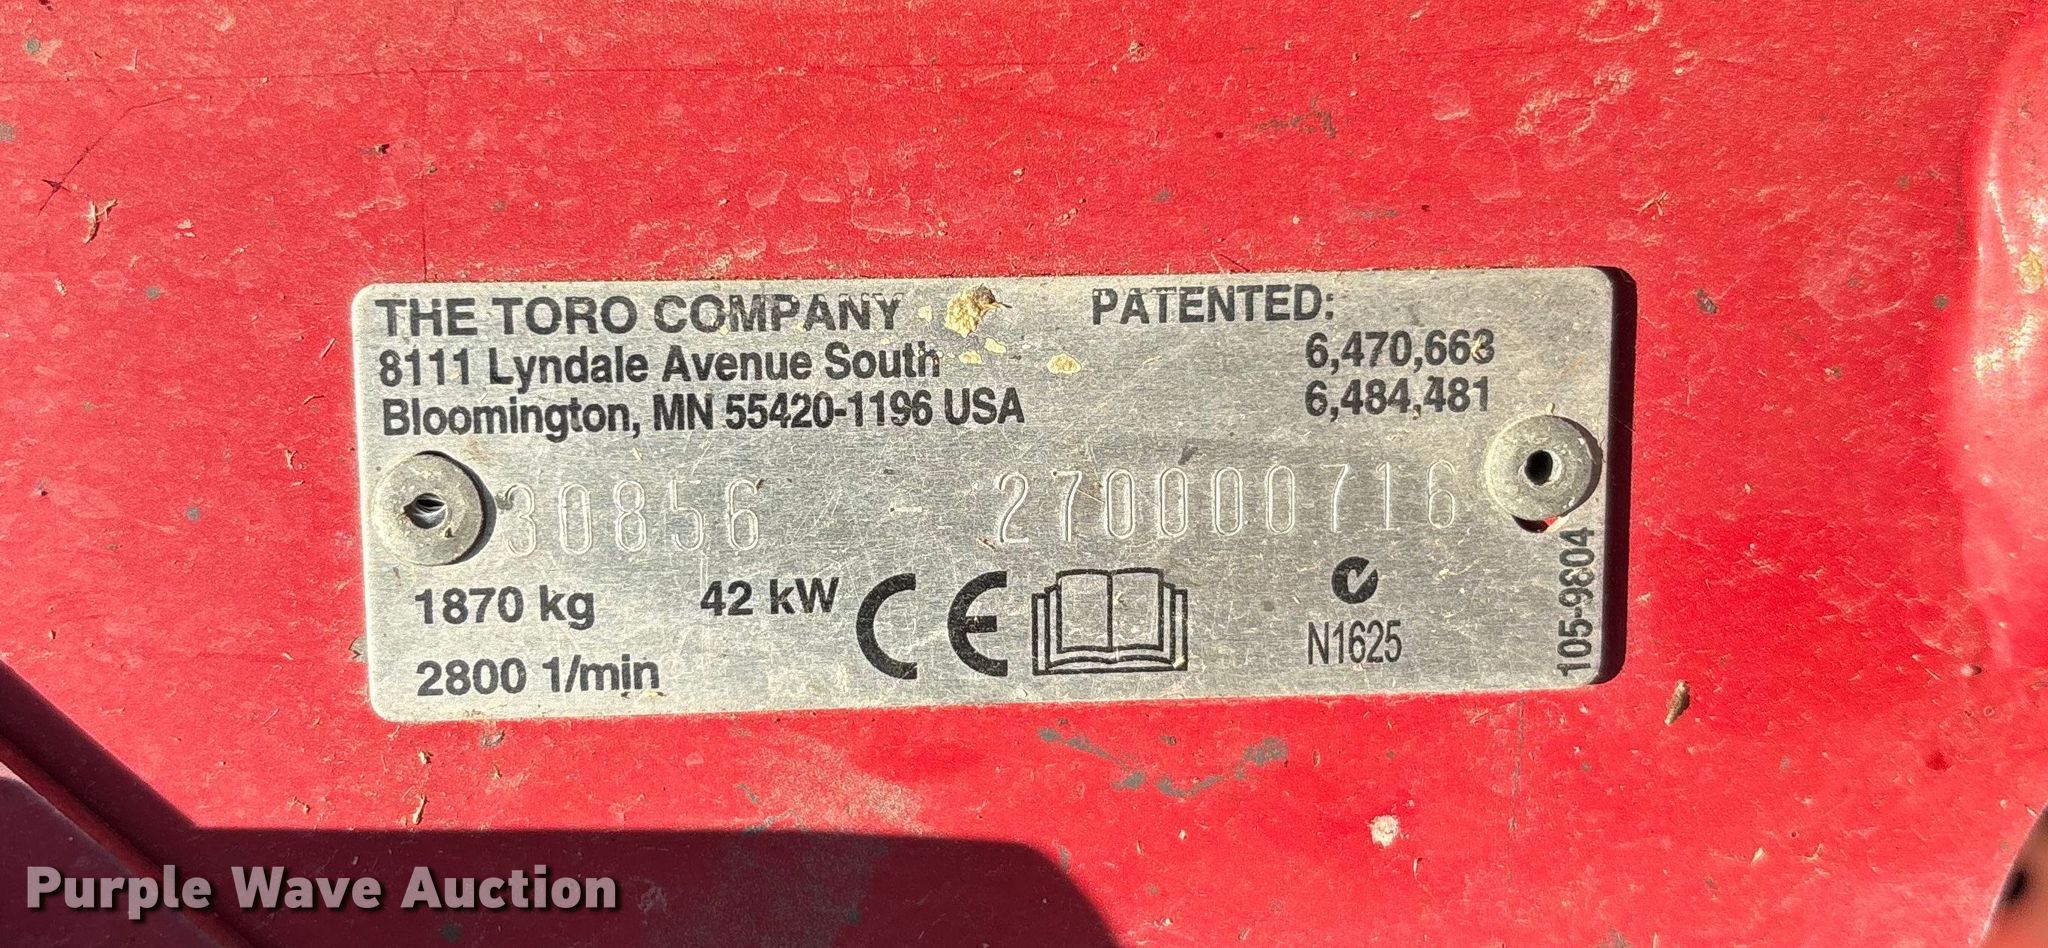 THE TORO COMPANY
8111 Lyndale Avenue South
Bloomington, MN 55420-1196 USA
PATENTED:
6,470,663
6,484,481
30856 - 270000716
1870 kg 42 kW CE
2800 1/min
N1625
105-9804
Purple Wave Auction